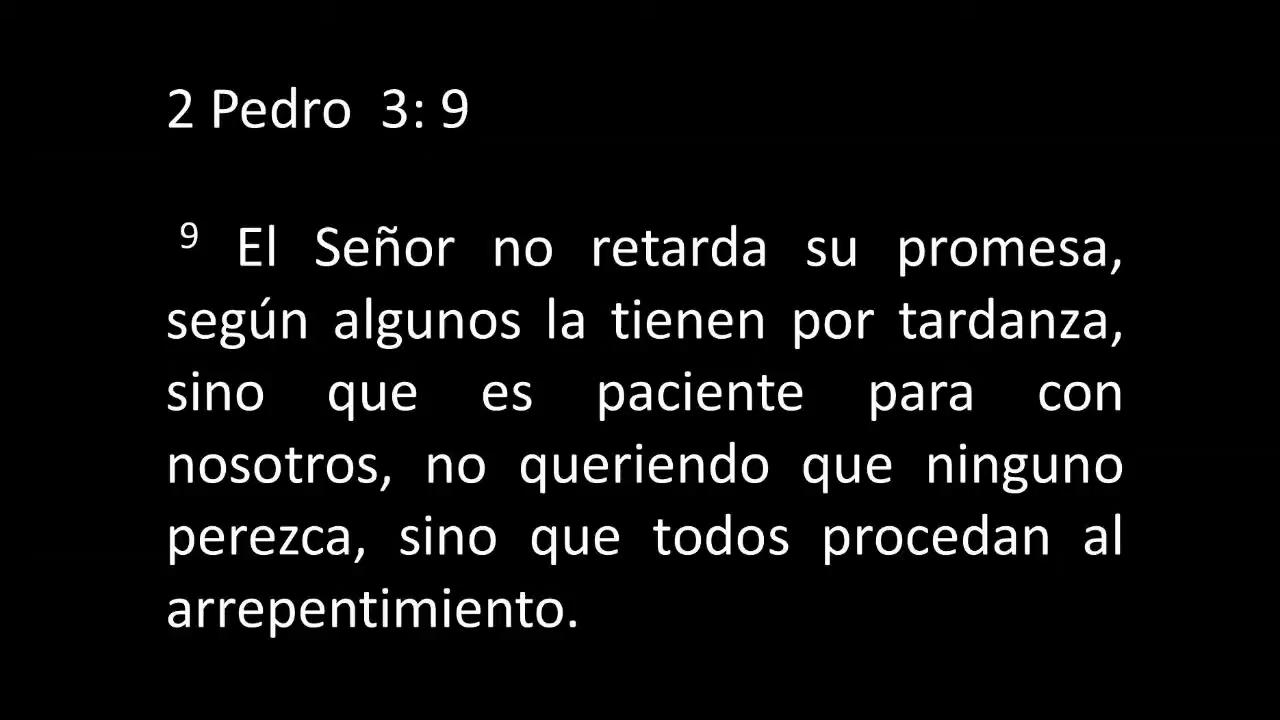 2 Pedro 3: 9
9 El Señor no retarda su promesa,
según algunos la tienen por tardanza,
sino que es paciente para con
nosotros, no queriendo que ninguno
perezca, sino que todos procedan al
arrepentimiento.